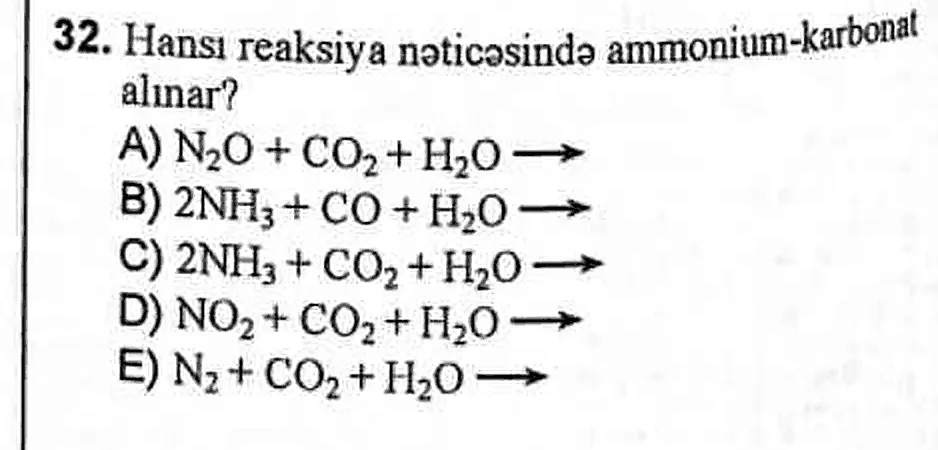 32. Hansı reaksiya nəticəsində ammonium-karbonat
alınar?
A) N₂O + CO₂ + H₂O ⟶
B) 2NH₃ + CO + H₂O ⟶
C) 2NH₃ + CO₂ + H₂O ⟶
D) NO₂ + CO₂ + H₂O ⟶
E) N₂ + CO₂ + H₂O ⟶